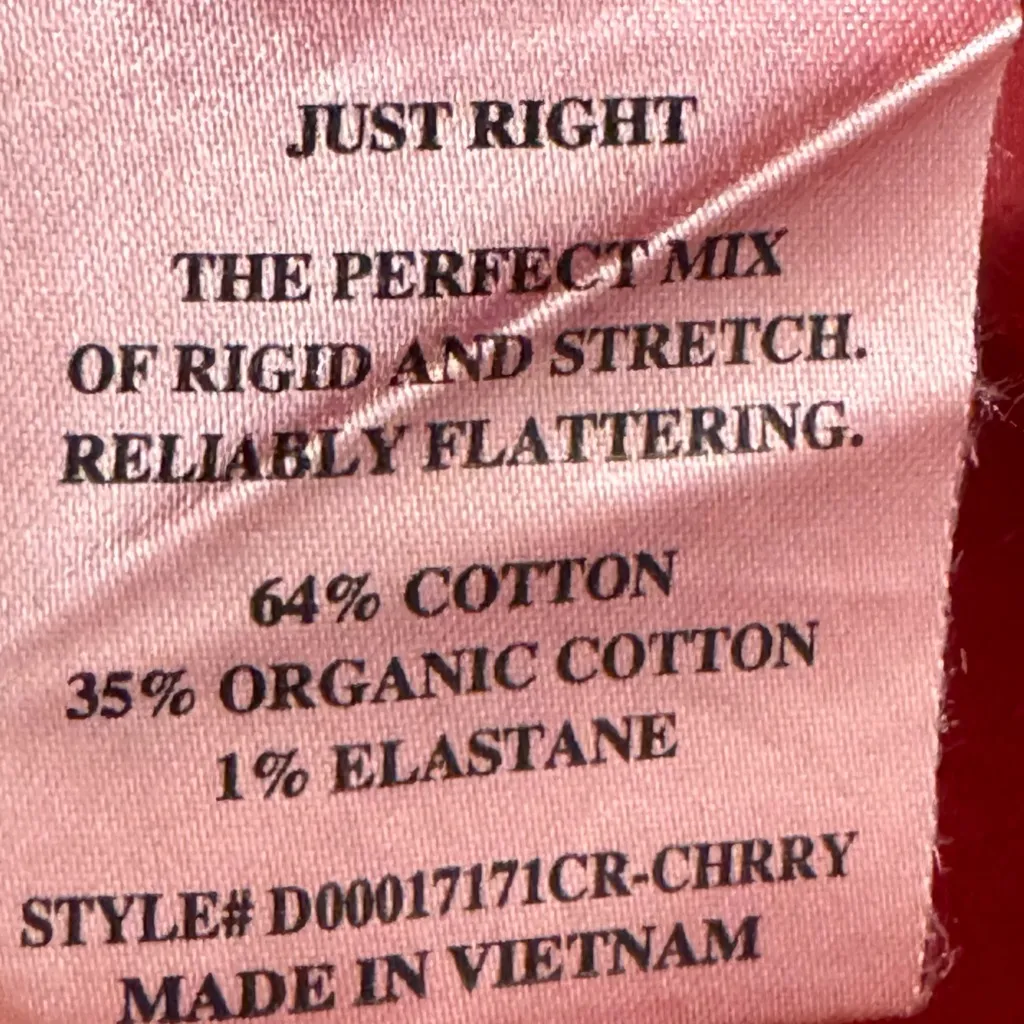 JUST RIGHT
THE PERFECT MIX
OF RIGID AND STRETCH.
RELIABLY FLATTERING.
64% COTTON
35% ORGANIC COTTON
1% ELASTANE
STYLE# D00017171CR-CHRRY
MADE IN VIETNAM